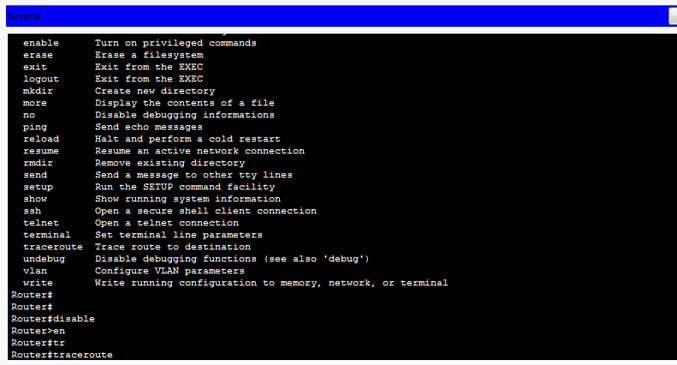 Terminal
enable Turn on privileged commands
erase Erase a filesystem
exit Exit from the EXEC
logout Exit from the EXEC
mkdir Create new directory
more Display the contents of a file
no Disable debugging informations
ping Send echo messages
reload Halt and perform a cold restart
resume Resume an active network connection
rmdir Remove existing directory
send Send a message to other tty lines
setup Run the SETUP command facility
show Show running system information
ssh Open a secure shell client connection
telnet Open a telnet connection
terminal Set terminal line parameters
traceroute Trace route to destination
undebug Disable debugging functions (see also 'debug')
vlan Configure VLAN parameters
write Write running configuration to memory, network, or terminal
Router#
Router#
Router#disable
Router>en
Router#tr
Router#traceroute